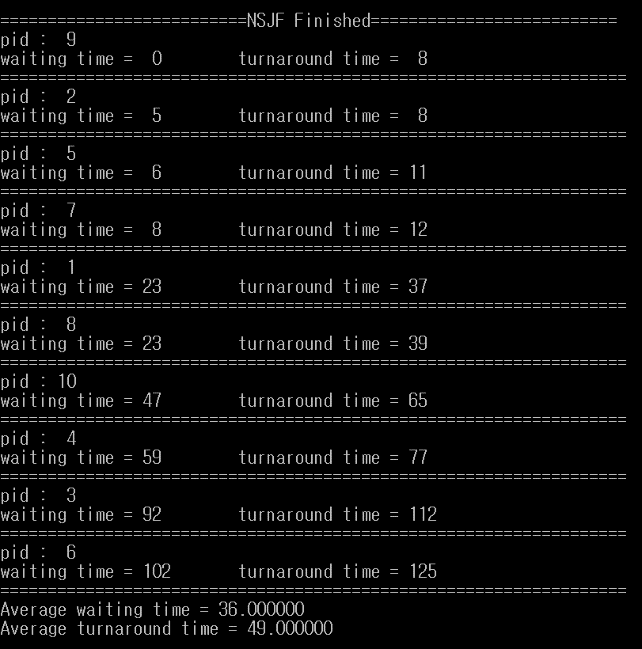 ==========================NSJF Finished==========================
pid :  9
waiting time =  0        turnaround time =  8
==================================================================
pid :  2
waiting time =  5        turnaround time =  8
==================================================================
pid :  5
waiting time =  6        turnaround time = 11
==================================================================
pid :  7
waiting time =  8        turnaround time = 12
==================================================================
pid :  1
waiting time = 23        turnaround time = 37
==================================================================
pid :  8
waiting time = 23        turnaround time = 39
==================================================================
pid : 10
waiting time = 47        turnaround time = 65
==================================================================
pid :  4
waiting time = 59        turnaround time = 77
==================================================================
pid :  3
waiting time = 92        turnaround time = 112
==================================================================
pid :  6
waiting time = 102       turnaround time = 125
==================================================================
Average waiting time = 36.000000
Average turnaround time = 49.000000